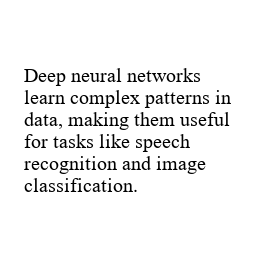 Deep neural networks
learn complex patterns in
data, making them useful
for tasks like speech
recognition and image
classification.